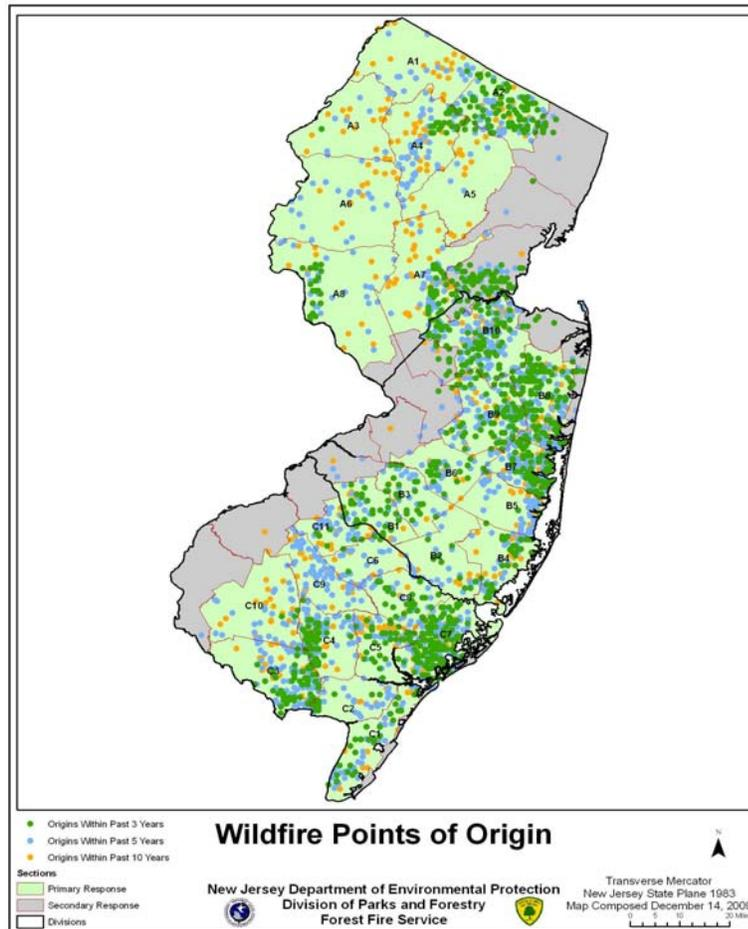 A1
A2
A3
A4
A6
A5
A7
A8
B10
B8
B9
B6
B7
B3
B5
C11
B1
C6
B2
B4
C9
C10
C4
C7
C5
C3
C2
C1
Origins Within Past 3 Years
Origins Within Past 5 Years
Origins Within Past 10 Years
Sections
Primary Response
Secondary Response
Divisions
Wildfire Points of Origin
New Jersey Department of Environmental Protection
Division of Parks and Forestry
Forest Fire Service
N
Transverse Mercator
New Jersey State Plane 1983
Map Composed December 14, 2009
0 5 10 20 Miles